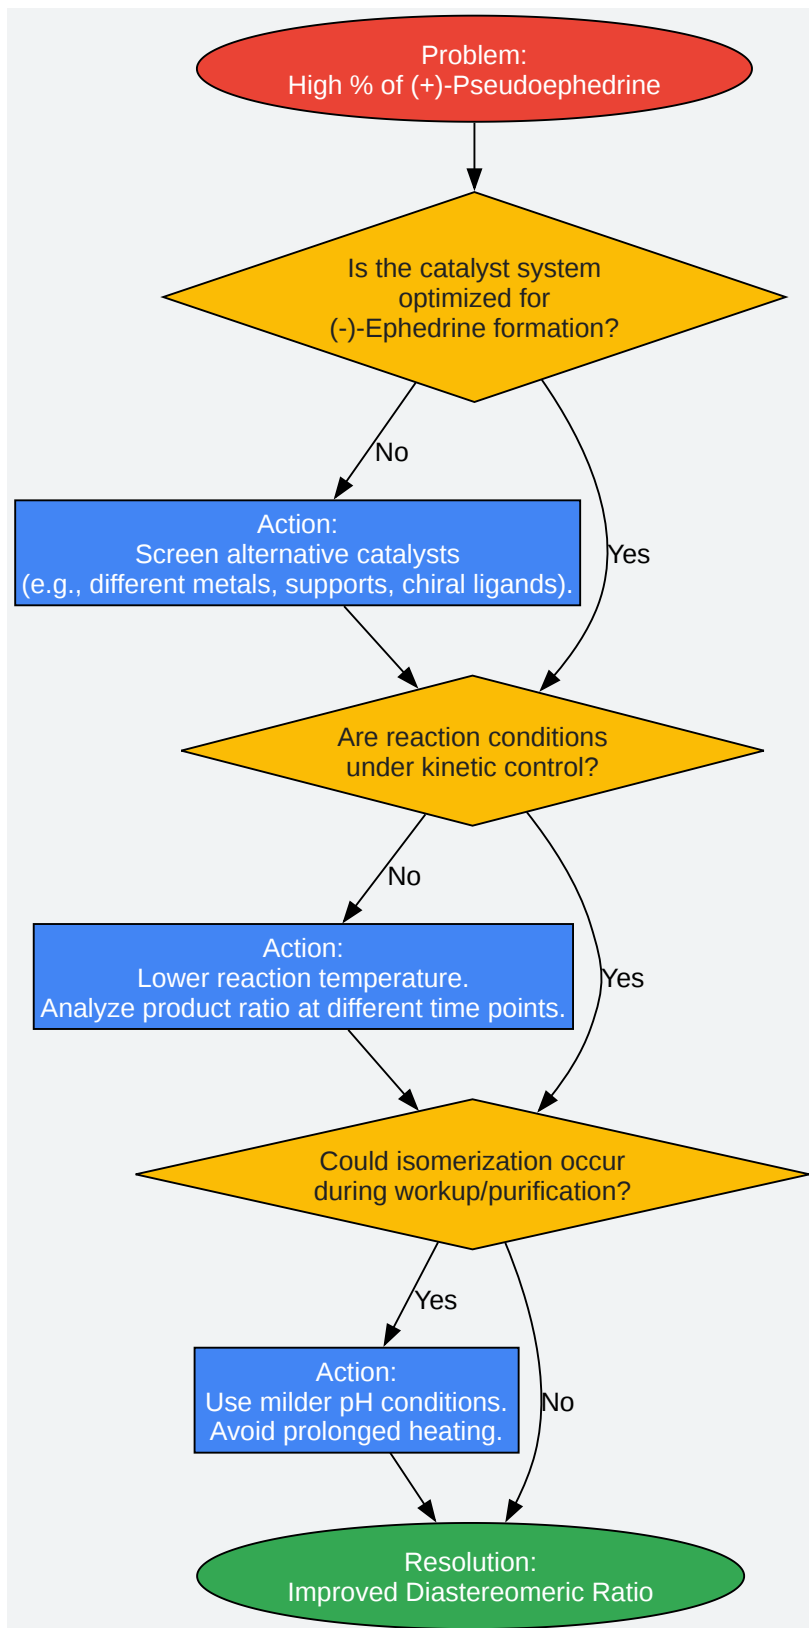 Problem:
High % of (+)-Pseudoephedrine
Is the catalyst system
optimized for
(-)-Ephedrine formation?
No
Yes
Action:
Screen alternative catalysts
(e.g., different metals, supports, chiral ligands).
Are reaction conditions
under kinetic control?
No
Yes
Action:
Lower reaction temperature.
Analyze product ratio at different time points.
Could isomerization occur
during workup/purification?
Yes
No
Action:
Use milder pH conditions.
Avoid prolonged heating.
Resolution:
Improved Diastereomeric Ratio